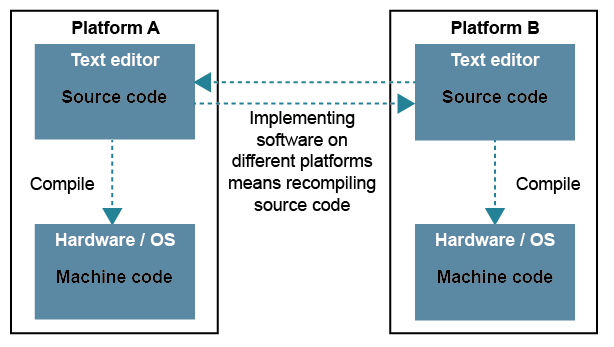 Platform A
Text editor
Source code
Compile
Hardware / OS
Machine code
Implementing
software on
different platforms
means recompiling
source code
Platform B
Text editor
Source code
Compile
Hardware / OS
Machine code